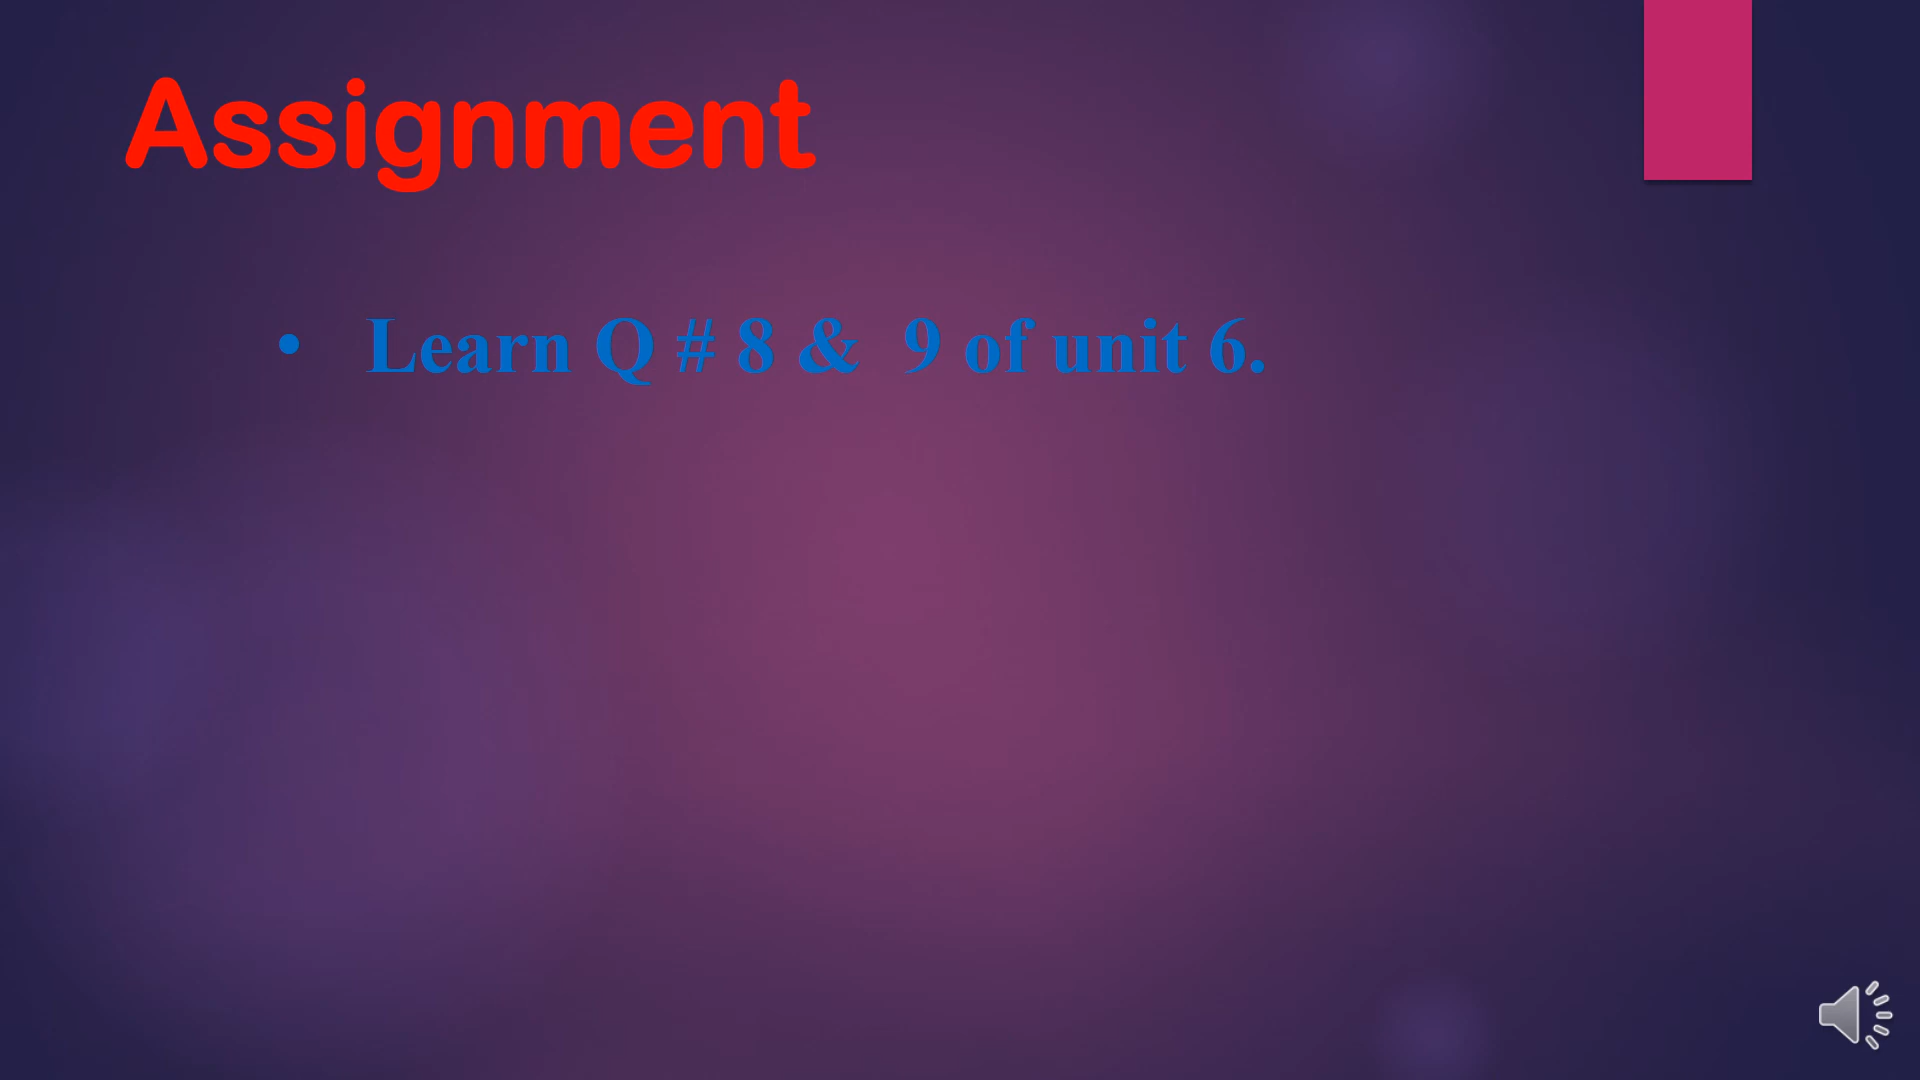 Assignment
• Learn Q # 8 & 9 of unit 6.